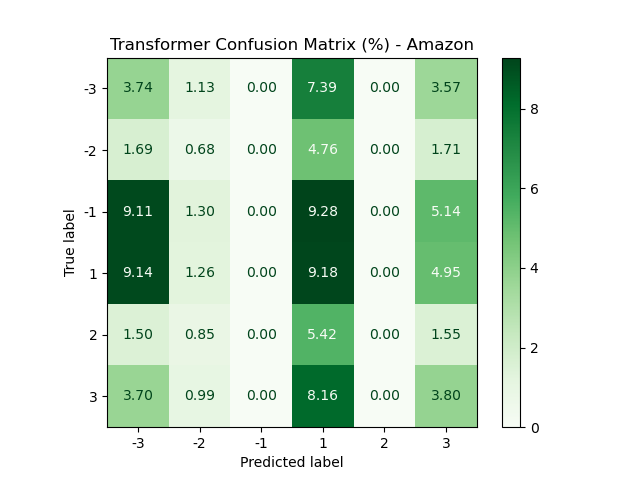 Transformer Confusion Matrix (%) - Amazon
-3 3.74 1.13 0.00 7.39 0.00 3.57
-2 1.69 0.68 0.00 4.76 0.00 1.71
-1 9.11 1.30 0.00 9.28 0.00 5.14
1 9.14 1.26 0.00 9.18 0.00 4.95
2 1.50 0.85 0.00 5.42 0.00 1.55
3 3.70 0.99 0.00 8.16 0.00 3.80
-3 -2 -1 1 2 3
Predicted label
True label
8
6
4
2
0